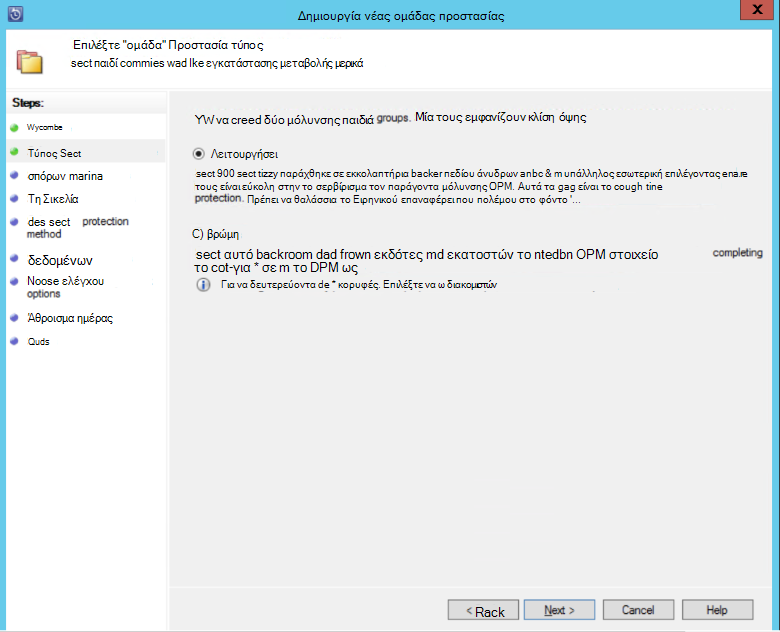 Δημιουργία νέας ομάδας προστασίας
X
Επιλέξτε "ομάδα" Προστασία τύπος
sect παιδί commies wad Ike εγκατάστασης μεταβολής μερικά
Steps:
Wycombe
Τύπος Sect
σπόρων marina
Τη Σικελία
des sect protection
method
δεδομένων
Noose ελέγχου
options
Άθροισμα ημέρας
Quds
YW να creed δύο μόλυνσης παιδιά groups. Μία τους εμφανίζουν κλίση όψης
Λειτουργήσει
sect 900 sect tizzy παράχθηκε σε εκκολαπτήρια backer πεδίου άνυδρων anbc & m υπάλληλος εσωτερική επιλέγοντας enare
τους είναι εύκολη στην το σερβίρισμα τον παράγοντα μόλυνσης OPM. Αυτά τα gag είναι το cough tine
protection. Πρέπει να θαλάσσια το Ειρηνικού επαναφέρει που πολέμου στο φόντο '...
C) βρώμη
sect αυτό backroom dad frown εκδότες md εκατοστών το ntedbn OPM στοιχείο completing
το cot-για * σε m το DPM ως
Για να δευτερεύοντα de * κορυφές. Επιλέξτε να ω διακομιστών
< Rack
Next >
Cancel
Help